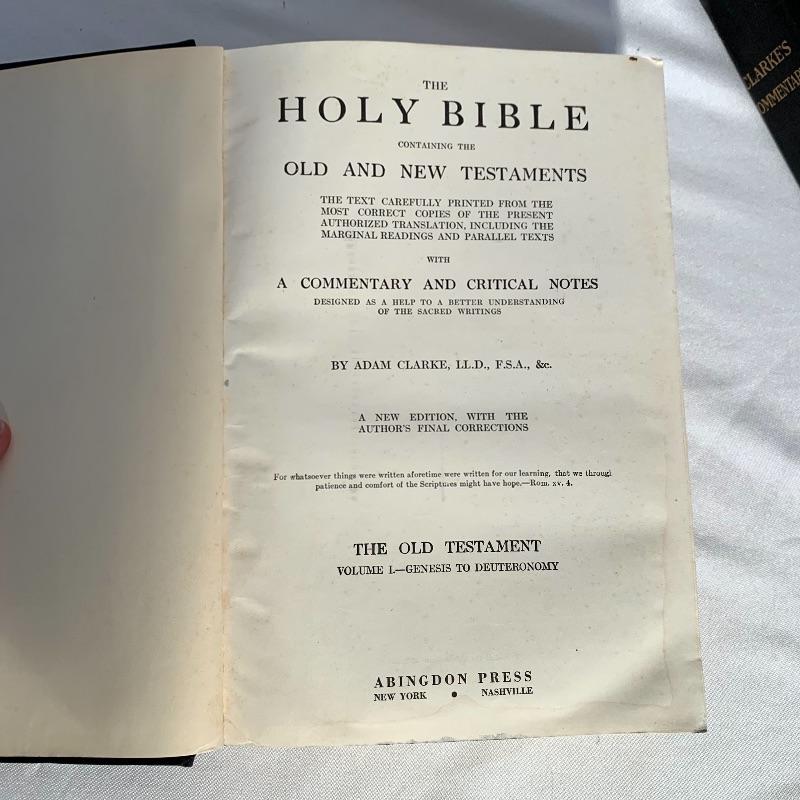 THE
HOLY BIBLE
CONTAINING THE
OLD AND NEW TESTAMENTS
THE TEXT CAREFULLY PRINTED FROM THE
MOST CORRECT COPIES OF THE PRESENT
AUTHORIZED TRANSLATION, INCLUDING THE
MARGINAL READINGS AND PARALLEL TEXTS
WITH
A COMMENTARY AND CRITICAL NOTES
DESIGNED AS A HELP TO A BETTER UNDERSTANDING
OF THE SACRED WRITINGS
BY ADAM CLARKE, LL.D., F.S.A., &c.
A NEW EDITION, WITH THE
AUTHOR'S FINAL CORRECTIONS
For whatsoever things were written aforetime were written for our learning, that we through
patience and comfort of the Scriptures might have hope.—Rom. xv. 4.
THE OLD TESTAMENT
VOLUME I.—GENESIS TO DEUTERONOMY
ABINGDON PRESS
NEW YORK • NASHVILLE
CLARKE'S
COMMENTARY